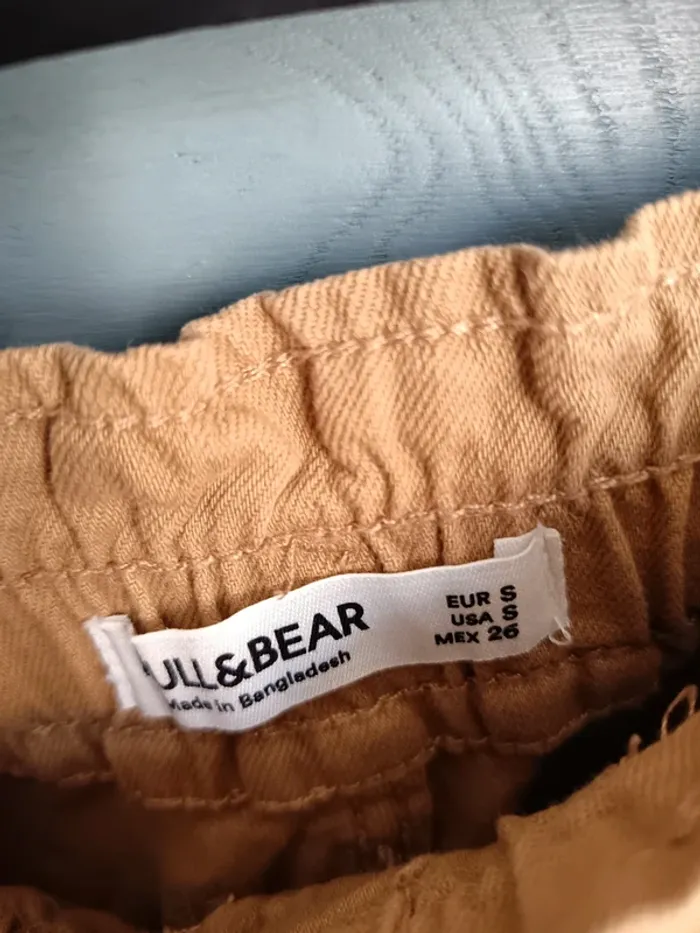 ULL&BEAR
Made in Bangladesh
EUR S
USA S
MEX 26